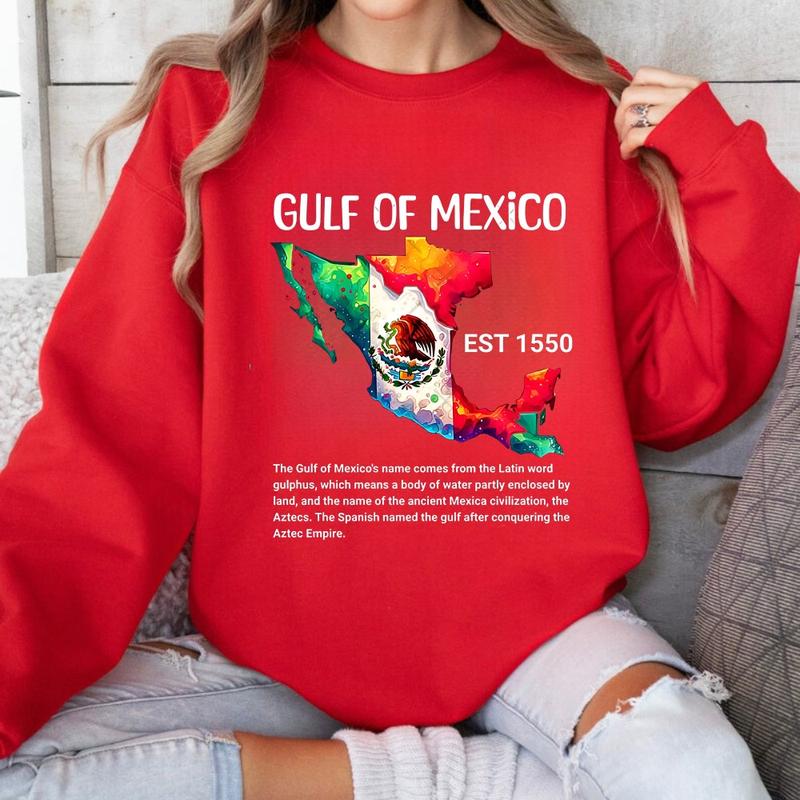 GULF OF MEXiCO
EST 1550
The Gulf of Mexico's name comes from the Latin word
gulphus, which means a body of water partly enclosed by
land, and the name of the ancient Mexica civilization, the
Aztecs. The Spanish named the gulf after conquering the
Aztec Empire.